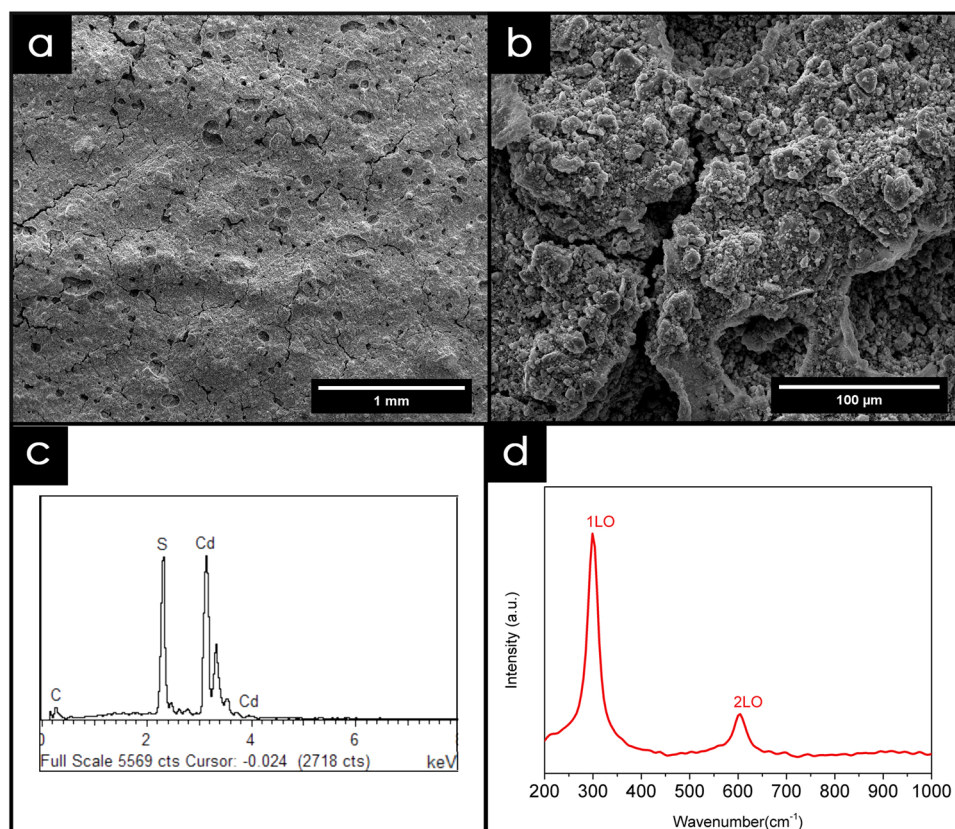 a
1 mm
b
100 µm
c
S
Cd
C
Cd
0 2 4 6 8
Full Scale 5569 cts Cursor: -0.024 (2718 cts) keV
d
1LO
2LO
Intensity (a.u.)
200 300 400 500 600 700 800 900 1000
Wavenumber(cm-1)